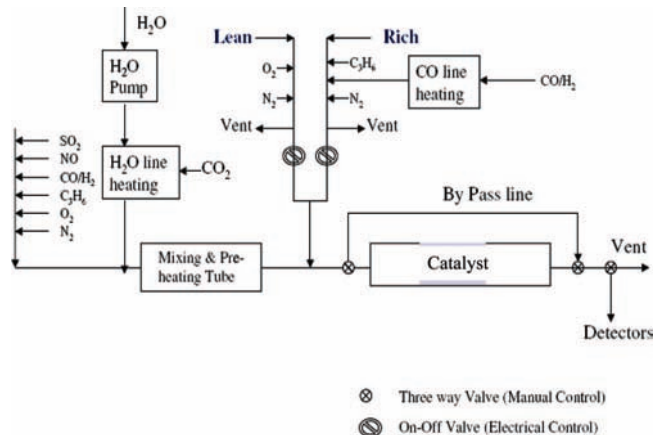 H₂O
Lean
Rich
H₂O
Pump
O₂
C₃H₆
N₂
N₂
CO line
heating
CO/H₂
Vent
Vent
SO₂
NO
CO/H₂
C₃H₆
O₂
N₂
H₂O line
heating
CO₂
By Pass line
Mixing & Pre-
heating Tube
Catalyst
Vent
Detectors
Three way Valve (Manual Control)
On-Off Valve (Electrical Control)